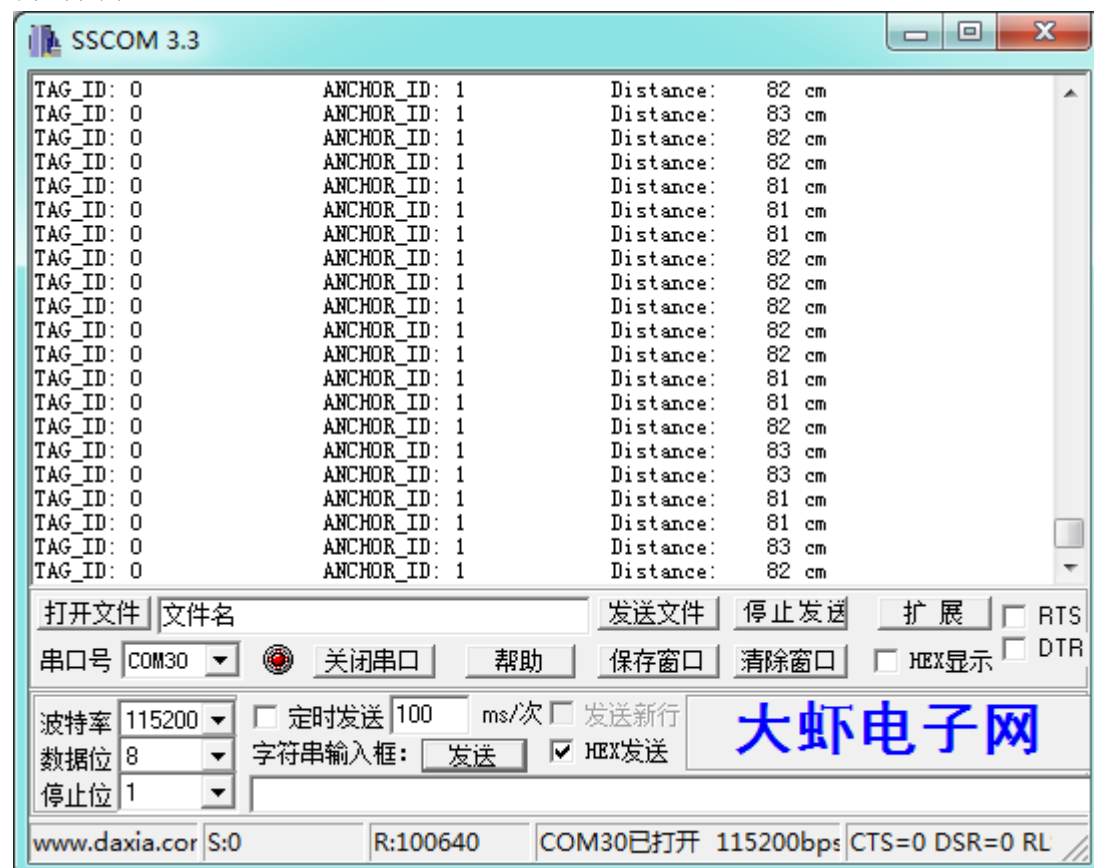 SSCOM 3.3
TAG_ID: 0 ANCHOR_ID: 1 Distance: 82 cm
TAG_ID: 0 ANCHOR_ID: 1 Distance: 83 cm
TAG_ID: 0 ANCHOR_ID: 1 Distance: 82 cm
TAG_ID: 0 ANCHOR_ID: 1 Distance: 82 cm
TAG_ID: 0 ANCHOR_ID: 1 Distance: 81 cm
TAG_ID: 0 ANCHOR_ID: 1 Distance: 81 cm
TAG_ID: 0 ANCHOR_ID: 1 Distance: 81 cm
TAG_ID: 0 ANCHOR_ID: 1 Distance: 82 cm
TAG_ID: 0 ANCHOR_ID: 1 Distance: 82 cm
TAG_ID: 0 ANCHOR_ID: 1 Distance: 82 cm
TAG_ID: 0 ANCHOR_ID: 1 Distance: 82 cm
TAG_ID: 0 ANCHOR_ID: 1 Distance: 82 cm
TAG_ID: 0 ANCHOR_ID: 1 Distance: 81 cm
TAG_ID: 0 ANCHOR_ID: 1 Distance: 81 cm
TAG_ID: 0 ANCHOR_ID: 1 Distance: 82 cm
TAG_ID: 0 ANCHOR_ID: 1 Distance: 83 cm
TAG_ID: 0 ANCHOR_ID: 1 Distance: 83 cm
TAG_ID: 0 ANCHOR_ID: 1 Distance: 81 cm
TAG_ID: 0 ANCHOR_ID: 1 Distance: 81 cm
TAG_ID: 0 ANCHOR_ID: 1 Distance: 83 cm
TAG_ID: 0 ANCHOR_ID: 1 Distance: 82 cm
打开文件 文件名 发送文件 停止发送 扩展 RTS
串口号 COM30 关闭串口 帮助 保存窗口 清除窗口 HEX显示 DTR
波特率 115200 定时发送 100 ms/次 发送新行 大虾电子网
数据位 8 字符串输入框: 发送 HEX发送
停止位 1
www.daxia.cor S:0 R:100640 COM30已打开 115200bps CTS=0 DSR=0 RL